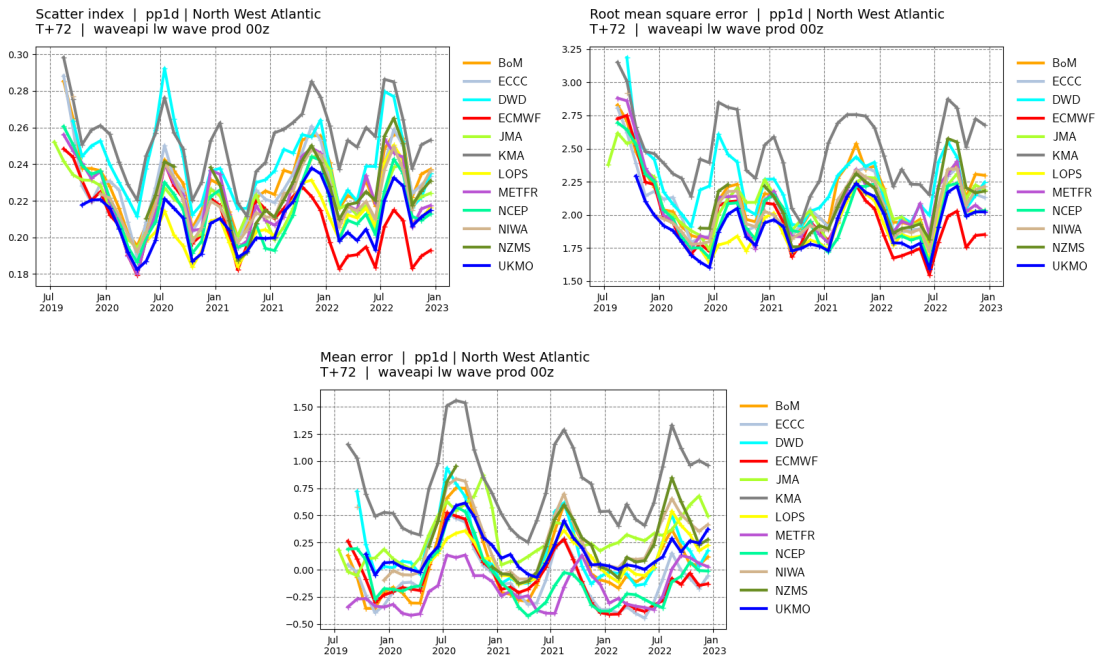 Scatter index | pp1d | North West Atlantic
T+72 | waveapi lw wave prod 00z
0.30
0.28
0.26
0.24
0.22
0.20
0.18
Jul
2019
Jan
2020
Jul
2020
Jan
2021
Jul
2021
Jan
2022
Jul
2022
Jan
2023
BoM
ECCC
DWD
ECMWF
JMA
KMA
LOPS
METFR
NCEP
NIWA
NZMS
UKMO
Root mean square error | pp1d | North West Atlantic
T+72 | waveapi lw wave prod 00z
3.25
3.00
2.75
2.50
2.25
2.00
1.75
1.50
Jul
2019
Jan
2020
Jul
2020
Jan
2021
Jul
2021
Jan
2022
Jul
2022
Jan
2023
BoM
ECCC
DWD
ECMWF
JMA
KMA
LOPS
METFR
NCEP
NIWA
NZMS
UKMO
Mean error | pp1d | North West Atlantic
T+72 | waveapi lw wave prod 00z
1.50
1.25
1.00
0.75
0.50
0.25
0.00
−0.25
−0.50
Jul
2019
Jan
2020
Jul
2020
Jan
2021
Jul
2021
Jan
2022
Jul
2022
Jan
2023
BoM
ECCC
DWD
ECMWF
JMA
KMA
LOPS
METFR
NCEP
NIWA
NZMS
UKMO